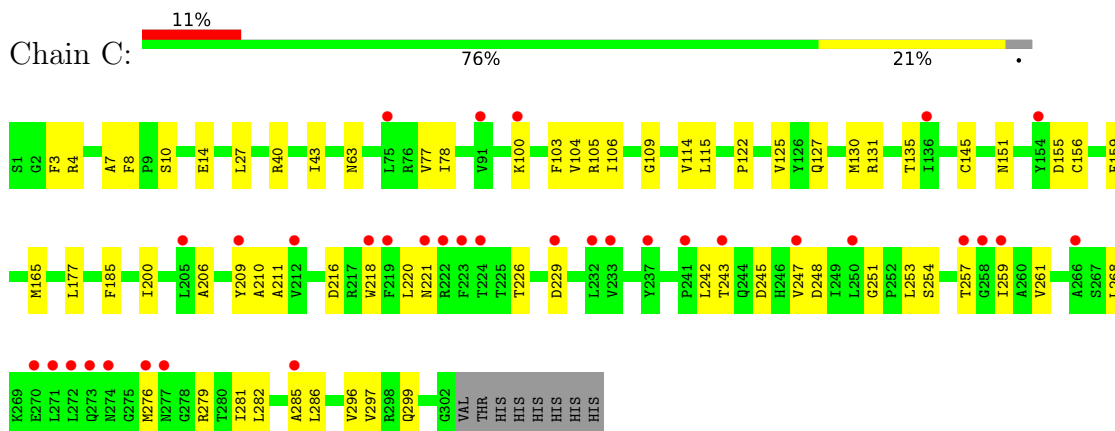 11%
Chain C:
76% 21% •
S1 G2 F3 R4 A7 F8 P9 S10 E14 L27 R40 I43 N63 L75 R76 V77 I78 V91 K100 F103 V104 R105 I106 G109 V114 L115 P122 V125 Y126 Q127 M130 R131 T135 I136 C145 N151 Y154 D155 C156
M165 L177 F185 I200 L205 A206 Y209 A210 A211 V212 D216 R217 W218 F219 L220 N221 R222 F223 T224 T225 T226 D229 L232 V233 Y237 P241 L242 T243 Q244 D245 H246 V247 D248 I249 L250 G251 P252 L253 S254 T257 G258 I259 A260 V261 A266 S267 L268
K269 E270 L271 L272 Q273 N274 G275 M276 N277 G278 R279 T280 I281 L282 A285 L286 V296 V297 R298 Q299 G302 VAL THR HIS HIS HIS HIS HIS HIS